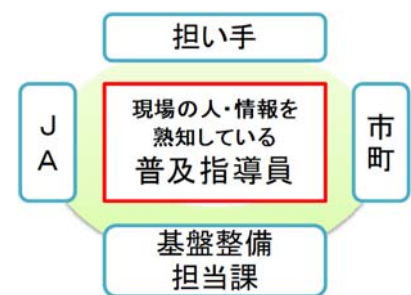 担い手
JA
現場の人・情報を
熟知している
普及指導員
市町
基盤整備
担当課